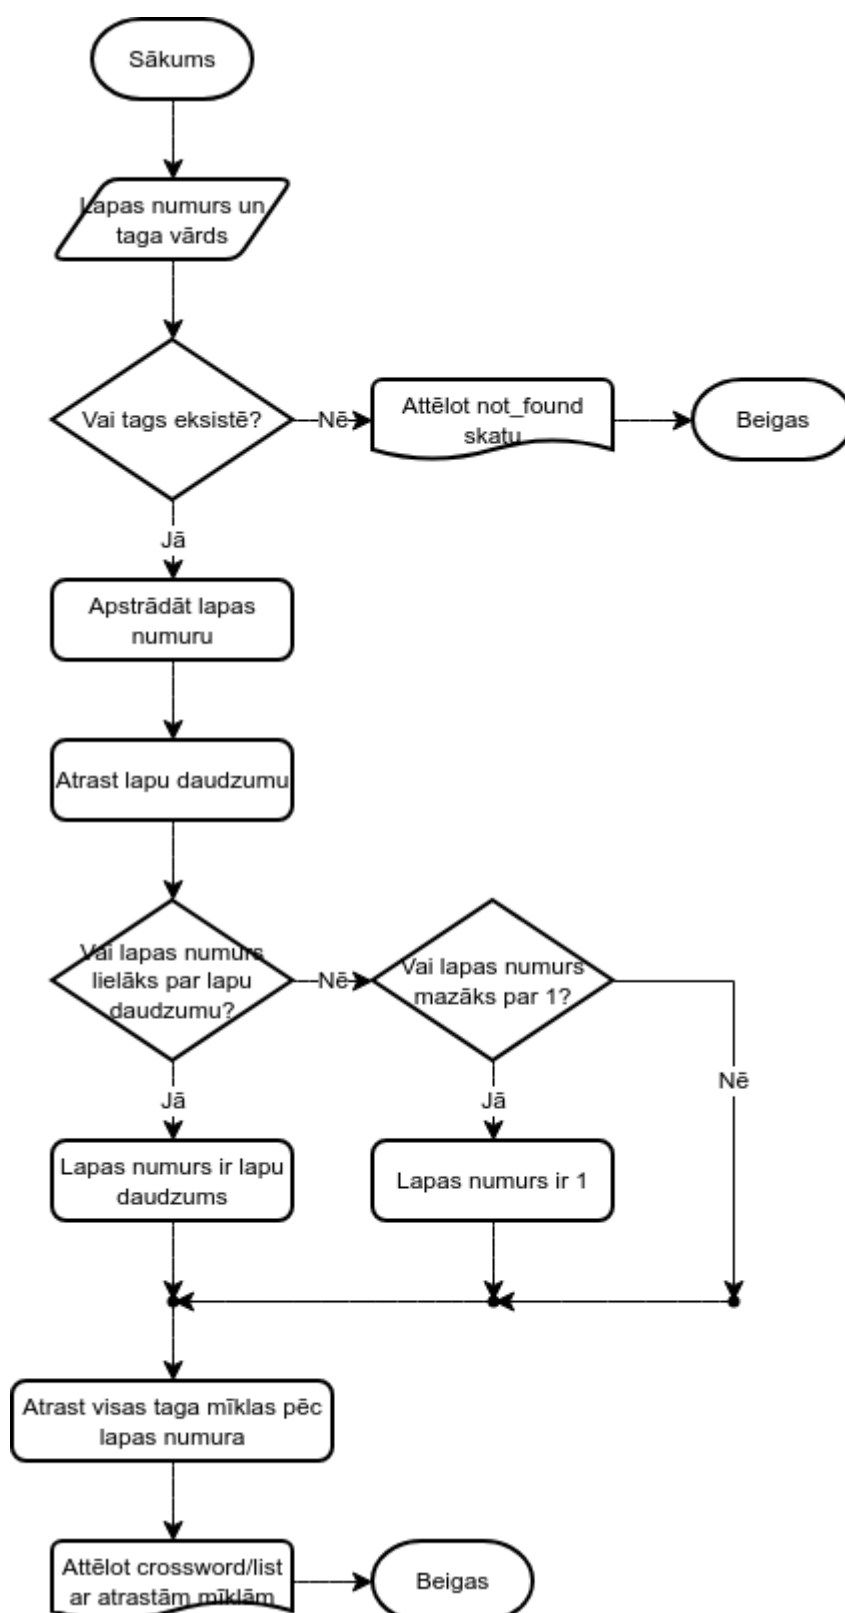 Sākums
Lapas numurs un
taga vārds
Vai tags eksistē?
Nē
Attēlot not_found
skatu
Beigas
Jā
Apstrādāt lapas
numuru
Atrast lapu daudzumu
Vai lapas numurs
lielāks par lapu
daudzumu?
Nē
Vai lapas numurs
mazāks par 1?
Nē
Jā
Jā
Lapas numurs ir lapu
daudzums
Lapas numurs ir 1
Atrast visas taga mīklas pēc
lapas numura
Attēlot crossword/list
ar atrastām mīklām
Beigas